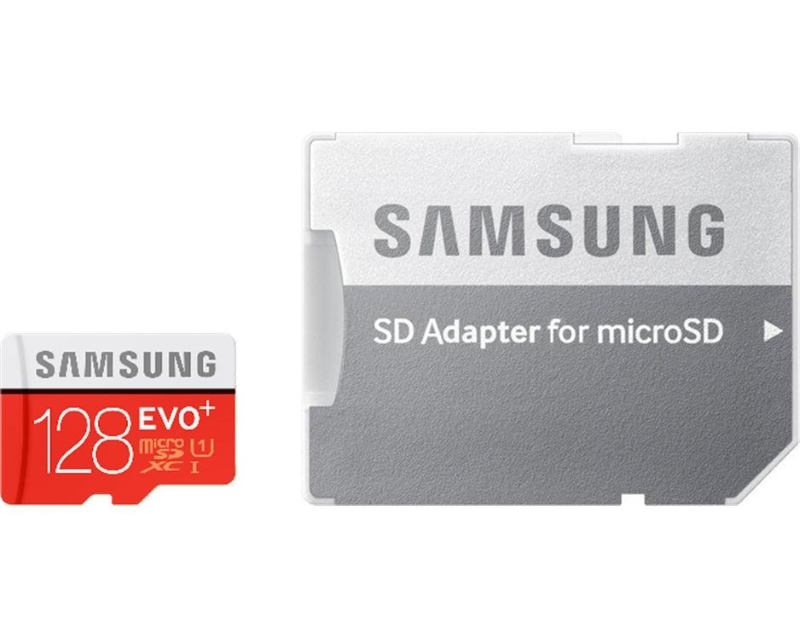 SAMSUNG
SD Adapter for microSD
SAMSUNG
128 EVO+
micro SD XC U1 I